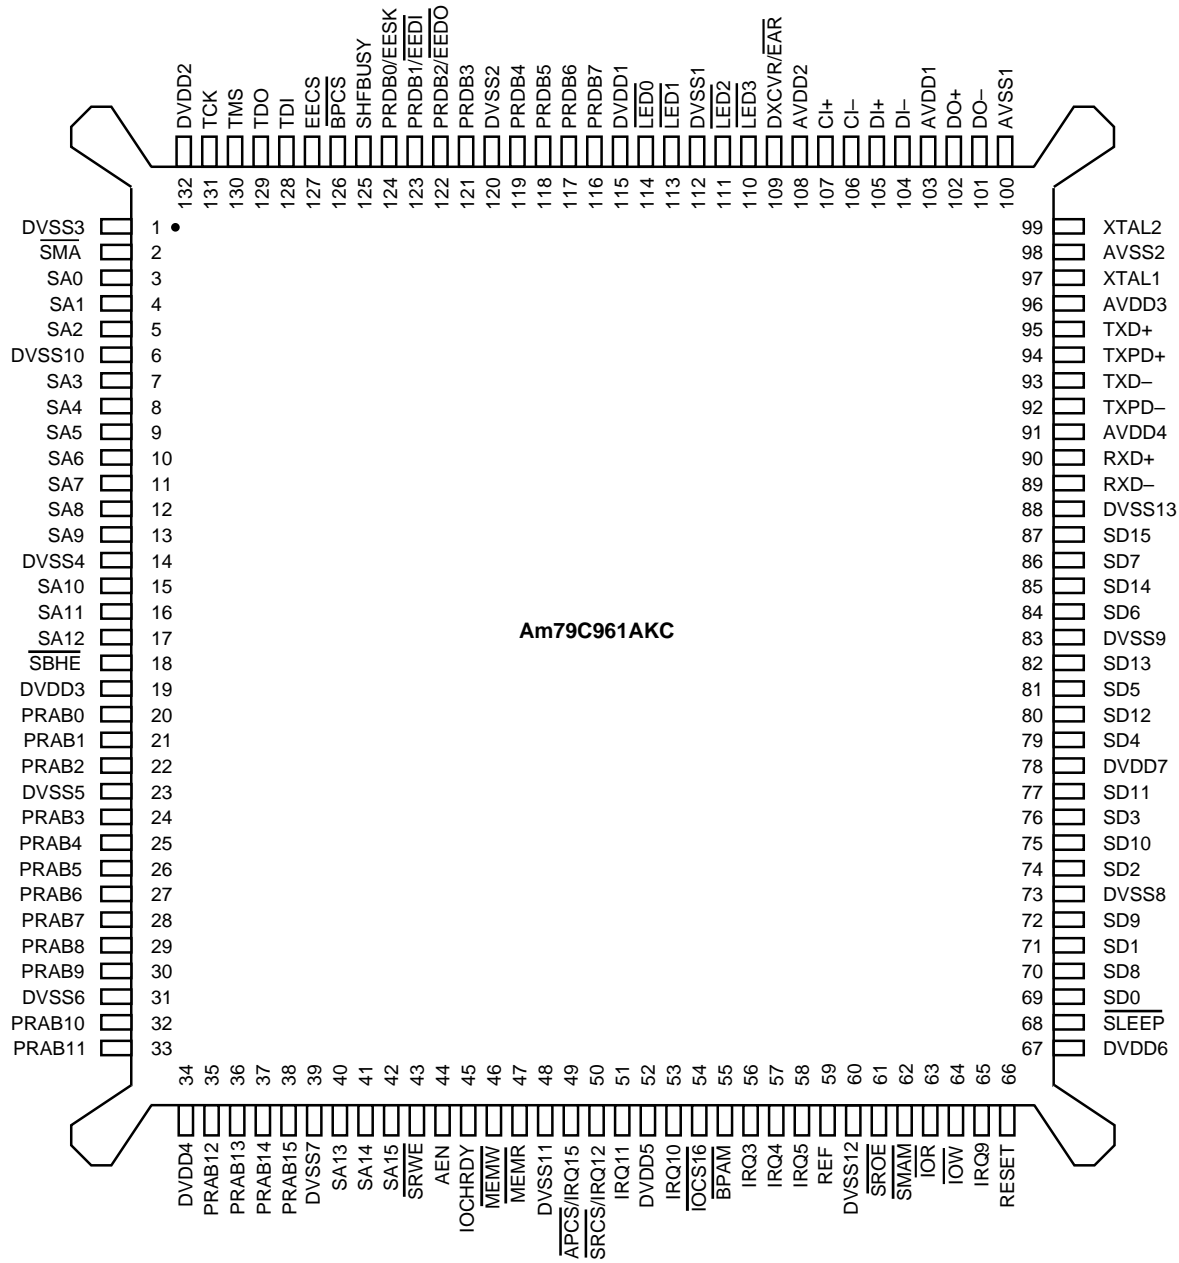 DVDD2 TCK TMS TDO TDI EECS BPCS SHFBUSY PRDB0/EESK PRDB1/EEDI PRDB2/EEDO PRDB3 DVSS2 PRDB4 PRDB5 PRDB6 PRDB7 DVDD1 LED0 LED1 DVSS1 LED2 LED3 DXCVR/EAR AVDD2 CI+ CI– DI+ DI– AVDD1 DO+ DO– AVSS1
132 131 130 129 128 127 126 125 124 123 122 121 120 119 118 117 116 115 114 113 112 111 110 109 108 107 106 105 104 103 102 101 100
DVSS3 1 99 XTAL2
SMA 2 98 AVSS2
SA0 3 97 XTAL1
SA1 4 96 AVDD3
SA2 5 95 TXD+
DVSS10 6 94 TXPD+
SA3 7 93 TXD–
SA4 8 92 TXPD–
SA5 9 91 AVDD4
SA6 10 90 RXD+
SA7 11 89 RXD–
SA8 12 88 DVSS13
SA9 13 87 SD15
DVSS4 14 86 SD7
SA10 15 85 SD14
SA11 16 84 SD6
SA12 17 83 DVSS9
Am79C961AKC
SBHE 18 82 SD13
DVDD3 19 81 SD5
PRAB0 20 80 SD12
PRAB1 21 79 SD4
PRAB2 22 78 DVDD7
DVSS5 23 77 SD11
PRAB3 24 76 SD3
PRAB4 25 75 SD10
PRAB5 26 74 SD2
PRAB6 27 73 DVSS8
PRAB7 28 72 SD9
PRAB8 29 71 SD1
PRAB9 30 70 SD8
DVSS6 31 69 SD0
PRAB10 32 68 SLEEP
PRAB11 33 67 DVDD6
34 35 36 37 38 39 40 41 42 43 44 45 46 47 48 49 50 51 52 53 54 55 56 57 58 59 60 61 62 63 64 65 66
DVDD4 PRAB12 PRAB13 PRAB14 PRAB15 DVSS7 SA13 SA14 SA15 SRWE AEN IOCHRDY MEMW MEMR DVSS11 APCS/IRQ15 SRCS/IRQ12 IRQ11 DVDD5 IRQ10 IOCS16 BPAM IRQ3 IRQ4 IRQ5 REF DVSS12 SROE SMAM IOR IOW IRQ9 RESET